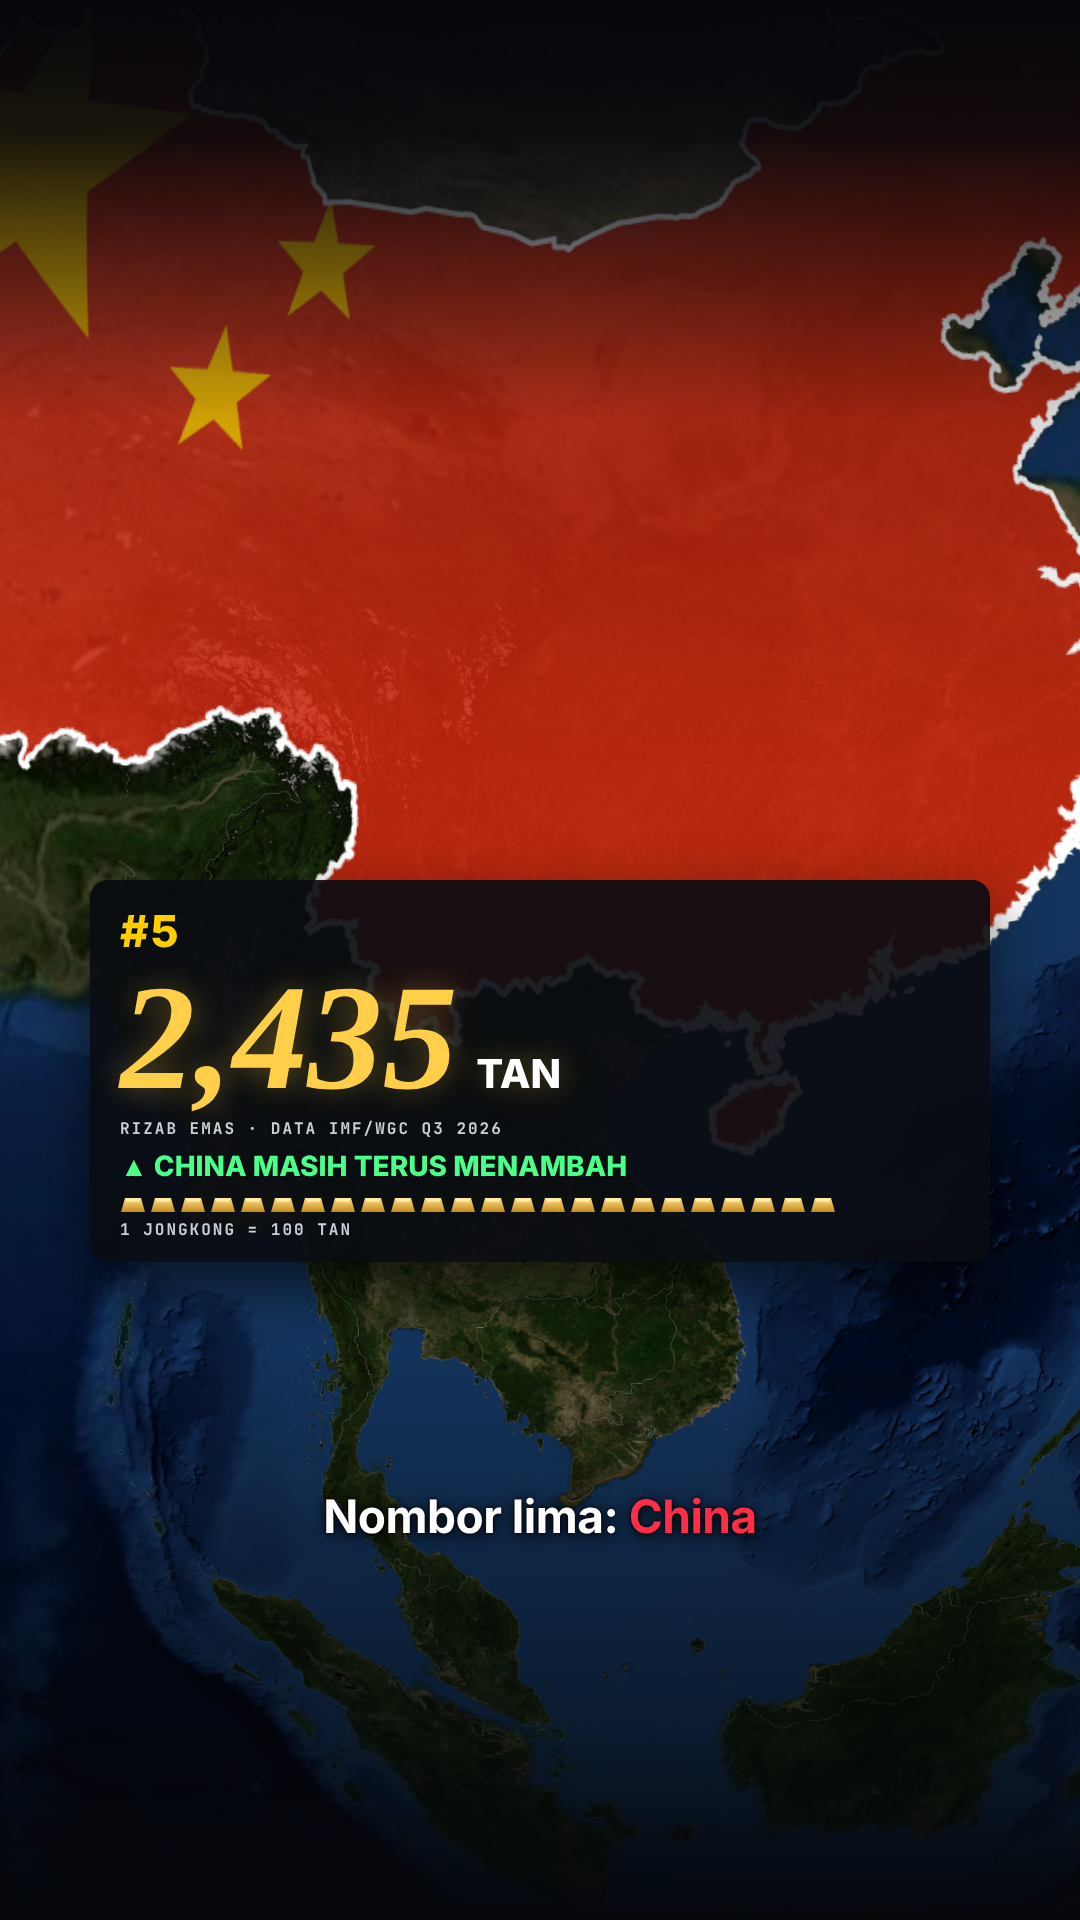 #5
2,435 TAN
RIZAB EMAS · DATA IMF/WGC Q3 2026
▲ CHINA MASIH TERUS MENAMBAH
1 JONGKONG = 100 TAN
Nombor lima: China